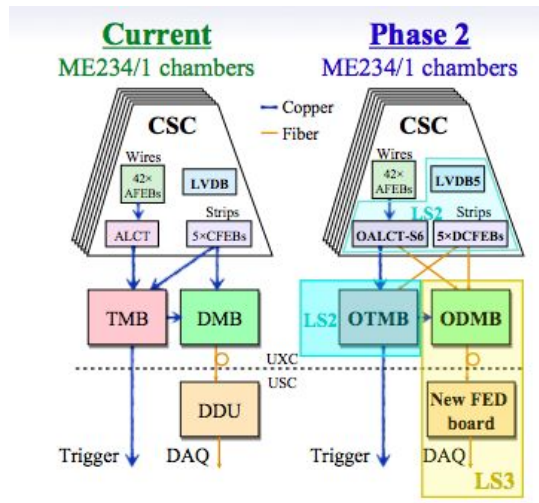 Current
ME234/1 chambers
CSC
Wires
42×
AFEBs
LVDB
Strips
ALCT
5×CFEBs
TMB
DMB
UXC
USC
DDU
Trigger
DAQ
Copper
Fiber
Phase 2
ME234/1 chambers
CSC
Wires
42×
AFEBs
LVDB5
LS2
Strips
OALCT-S6
5×DCFEBs
LS2
OTMB
ODMB
New FED
board
Trigger
DAQ
LS3